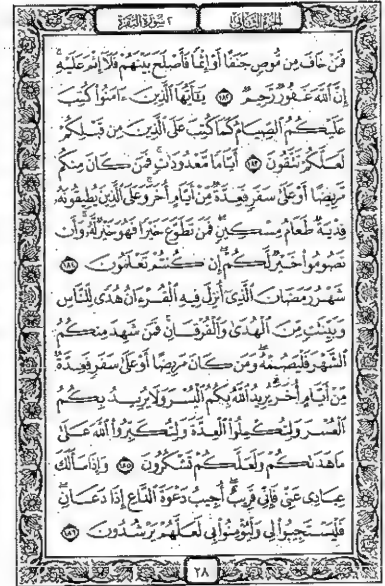 الجزء الثاني
٢ سورة البقرة
فَمَنْ خَافَ مِن مُّوصٍ جَنَفًا أَوْ إِثْمًا فَأَصْلَحَ بَيْنَهُمْ فَلَآ إِثْمَ عَلَيْهِۚ
إِنَّ ٱللَّهَ غَفُورٌ رَّحِيمٌ ۝١٨٢ يَٰٓأَيُّهَا ٱلَّذِينَ ءَامَنُوا۟ كُتِبَ
عَلَيْكُمُ ٱلصِّيَامُ كَمَا كُتِبَ عَلَى ٱلَّذِينَ مِن قَبْلِكُمْ
لَعَلَّكُمْ تَتَّقُونَ ۝١٨٣ أَيَّامًا مَّعْدُودَٰتٍۚ فَمَن كَانَ مِنكُم
مَّرِيضًا أَوْ عَلَىٰ سَفَرٍ فَعِدَّةٌ مِّنْ أَيَّامٍ أُخَرَۚ وَعَلَى ٱلَّذِينَ يُطِيقُونَهُۥ
فِدْيَةٌ طَعَامُ مِسْكِينٍۖ فَمَن تَطَوَّعَ خَيْرًا فَهُوَ خَيْرٌ لَّهُۥۚ وَأَن
تَصُومُوا۟ خَيْرٌ لَّكُمْۖ إِن كُنتُمْ تَعْلَمُونَ ۝١٨٤
شَهْرُ رَمَضَانَ ٱلَّذِىٓ أُنزِلَ فِيهِ ٱلْقُرْءَانُ هُدًى لِّلنَّاسِ
وَبَيِّنَٰتٍ مِّنَ ٱلْهُدَىٰ وَٱلْفُرْقَانِۚ فَمَن شَهِدَ مِنكُمُ
ٱلشَّهْرَ فَلْيَصُمْهُۖ وَمَن كَانَ مَرِيضًا أَوْ عَلَىٰ سَفَرٍ فَعِدَّةٌ
مِّنْ أَيَّامٍ أُخَرَۗ يُرِيدُ ٱللَّهُ بِكُمُ ٱلْيُسْرَ وَلَا يُرِيدُ بِكُمُ
ٱلْعُسْرَ وَلِتُكْمِلُوا۟ ٱلْعِدَّةَ وَلِتُكَبِّرُوا۟ ٱللَّهَ عَلَىٰ
مَا هَدَىٰكُمْ وَلَعَلَّكُمْ تَشْكُرُونَ ۝١٨٥ وَإِذَا سَأَلَكَ
عِبَادِى عَنِّى فَإِنِّى قَرِيبٌۖ أُجِيبُ دَعْوَةَ ٱلدَّاعِ إِذَا دَعَانِۖ
فَلْيَسْتَجِيبُوا۟ لِى وَلْيُؤْمِنُوا۟ بِى لَعَلَّهُمْ يَرْشُدُونَ ۝١٨٦
٢٨